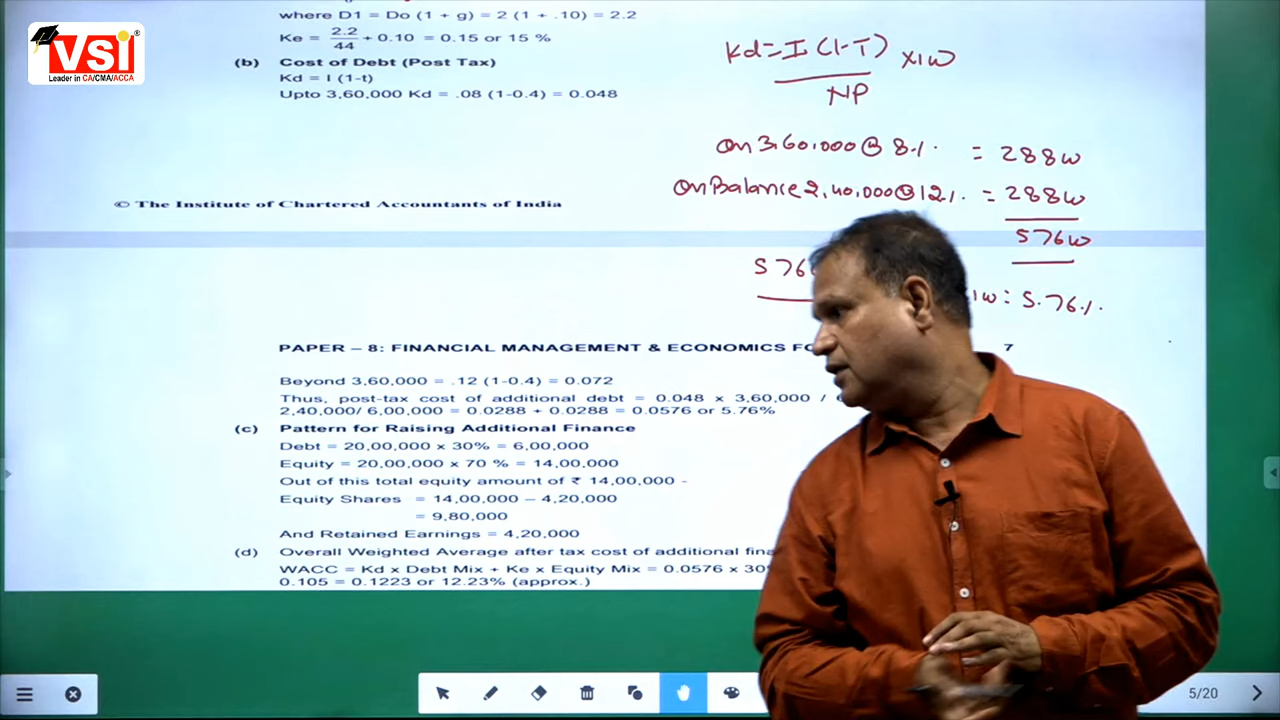 VSI
®
Leader in CA/CMA/ACCA
where D1 = Do (1 + g) = 2 (1 + .10) = 2.2
Ke = 2.2/44 + 0.10 = 0.15 or 15 %
(b) Cost of Debt (Post Tax)
Kd = I (1-t)
Upto 3,60,000 Kd = .08 (1-0.4) = 0.048
Kd = I (1-T) × 100
NP
On 3,60,000 @ 8% = 28800
On Balance 2,40,000 @ 12% = 28800
57600
576
= 5.76%
© The Institute of Chartered Accountants of India
PAPER – 8: FINANCIAL MANAGEMENT & ECONOMICS FO 7
Beyond 3,60,000 = .12 (1-0.4) = 0.072
Thus, post-tax cost of additional debt = 0.048 x 3,60,000 /
2,40,000/ 6,00,000 = 0.0288 + 0.0288 = 0.0576 or 5.76%
(c) Pattern for Raising Additional Finance
Debt = 20,00,000 x 30% = 6,00,000
Equity = 20,00,000 x 70 % = 14,00,000
Out of this total equity amount of ₹ 14,00,000 -
Equity Shares = 14,00,000 – 4,20,000
= 9,80,000
And Retained Earnings = 4,20,000
(d) Overall Weighted Average after tax cost of additional fina
WACC = Kd x Debt Mix + Ke x Equity Mix = 0.0576 x 30
0.105 = 0.1223 or 12.23% (approx.)
5/20